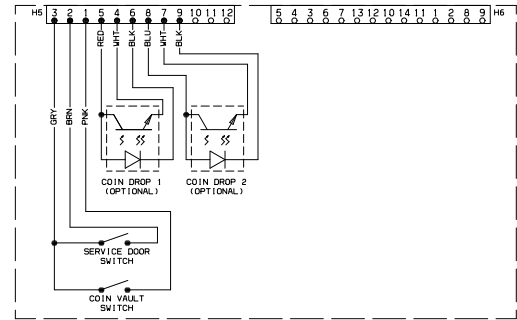 H5 3 2 1 5 4 6 8 7 9 10 11 12
5 4 3 6 7 13 12 10 14 11 1 2 8 9 H6
RED WHT BLK BLU WHT BLK
GRY BRN PNK
COIN DROP 1
(OPTIONAL)
COIN DROP 2
(OPTIONAL)
SERVICE DOOR
SWITCH
COIN VAULT
SWITCH